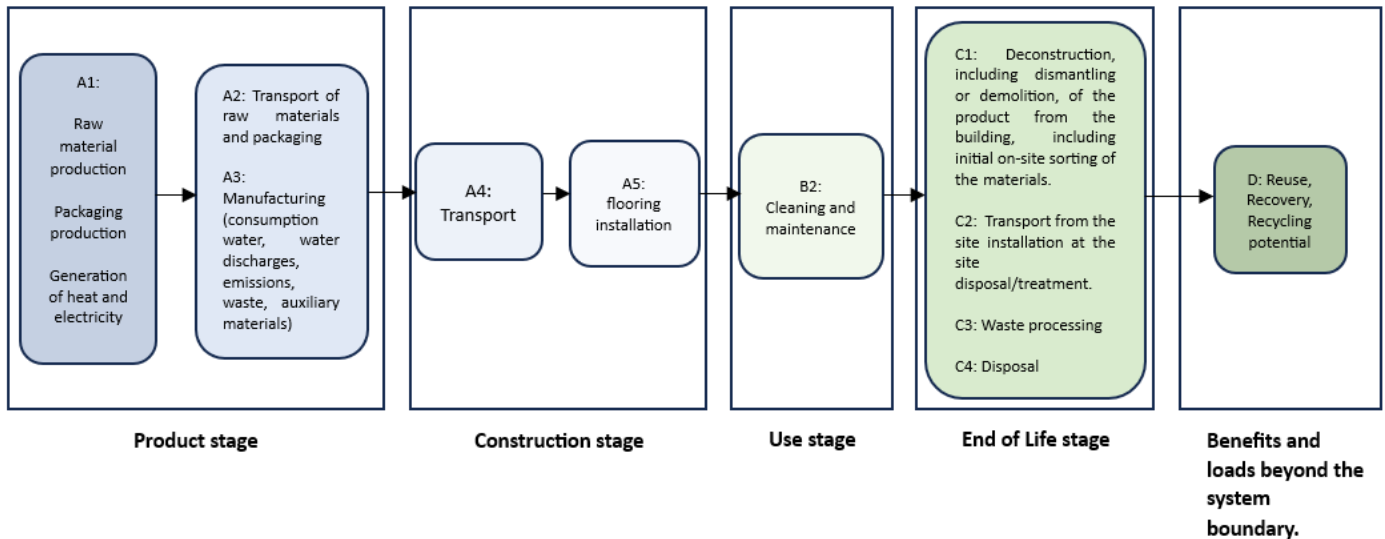 A1:
Raw
material
production
Packaging
production
Generation
of heat and
electricity
A2: Transport of
raw materials
and packaging
A3:
Manufacturing
(consumption
water, water
discharges,
emissions,
waste, auxiliary
materials)
A4:
Transport
A5:
flooring
installation
B2:
Cleaning and
maintenance
C1: Deconstruction,
including dismantling
or demolition, of the
product from the
building, including
initial on-site sorting of
the materials.
C2: Transport from the
site installation at the
site
disposal/treatment.
C3: Waste processing
C4: Disposal
D: Reuse,
Recovery,
Recycling
potential
Product stage
Construction stage
Use stage
End of Life stage
Benefits and
loads beyond the
system
boundary.